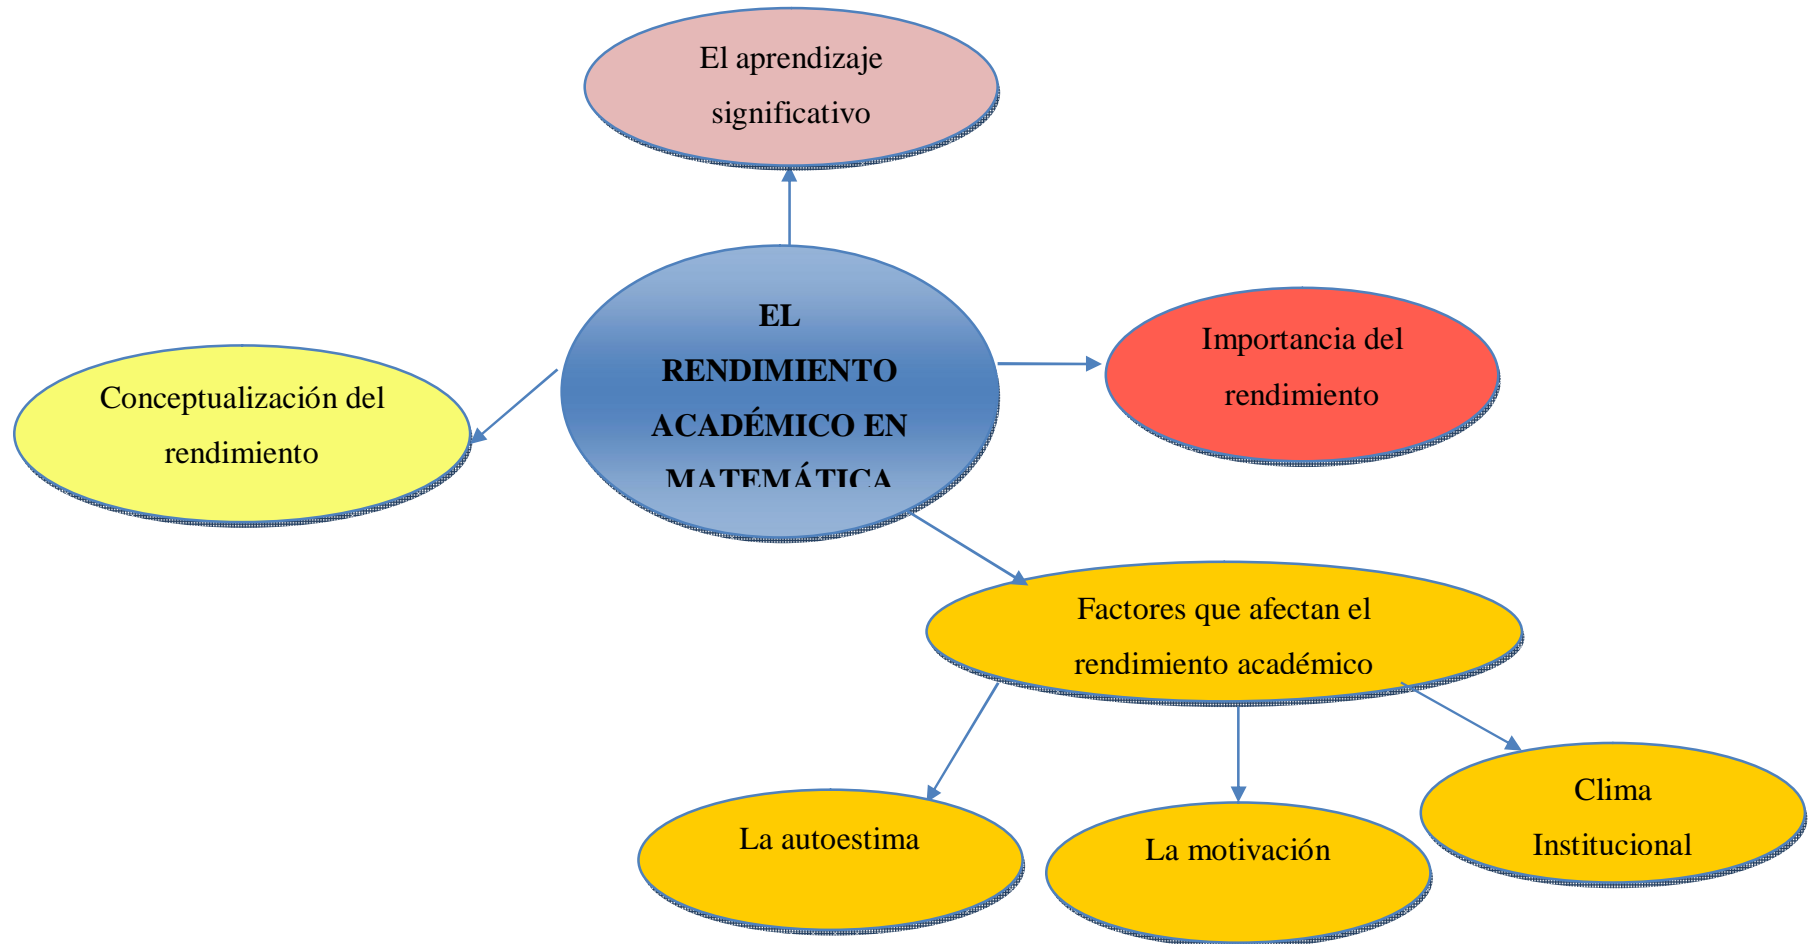 El aprendizaje
significativo
EL
RENDIMIENTO
ACADÉMICO EN
MATEMÁTICA
Importancia del
rendimiento
Conceptualización del
rendimiento
Factores que afectan el
rendimiento académico
La autoestima
La motivación
Clima
Institucional